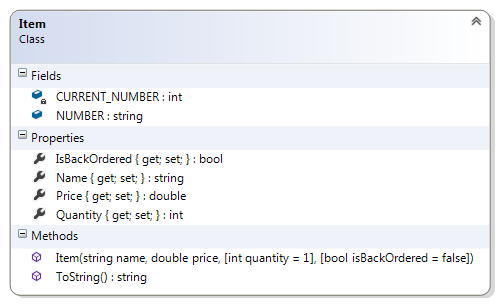 Item
Class
Fields
CURRENT_NUMBER : int
NUMBER : string
Properties
IsBackOrdered { get; set; } : bool
Name { get; set; } : string
Price { get; set; } : double
Quantity { get; set; } : int
Methods
Item(string name, double price, [int quantity = 1], [bool isBackOrdered = false])
ToString() : string